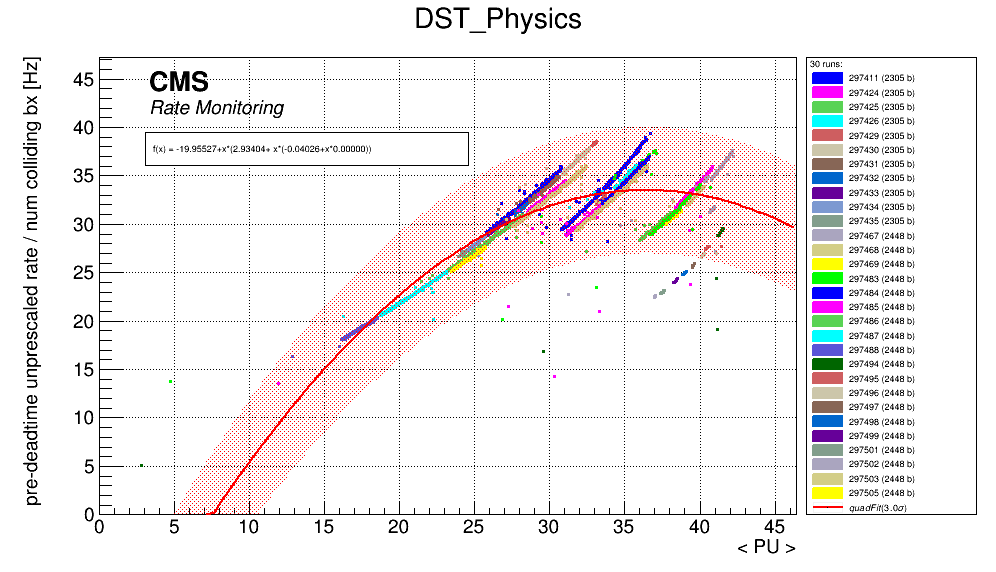 DST_Physics
pre-deadtime unprescaled rate / num colliding bx [Hz]
CMS
Rate Monitoring
f(x) = -19.95527+x*(2.93404+ x*(-0.04026+x*0.00000))
45
40
35
30
25
20
15
10
5
0
0 5 10 15 20 25 30 35 40 45
< PU >
30 runs:
297411 (2305 b)
297424 (2305 b)
297425 (2305 b)
297426 (2305 b)
297429 (2305 b)
297430 (2305 b)
297431 (2305 b)
297432 (2305 b)
297433 (2305 b)
297434 (2305 b)
297435 (2305 b)
297467 (2448 b)
297468 (2448 b)
297469 (2448 b)
297483 (2448 b)
297484 (2448 b)
297485 (2448 b)
297486 (2448 b)
297487 (2448 b)
297488 (2448 b)
297494 (2448 b)
297495 (2448 b)
297496 (2448 b)
297497 (2448 b)
297498 (2448 b)
297499 (2448 b)
297501 (2448 b)
297502 (2448 b)
297503 (2448 b)
297505 (2448 b)
quadFit(3.0σ)